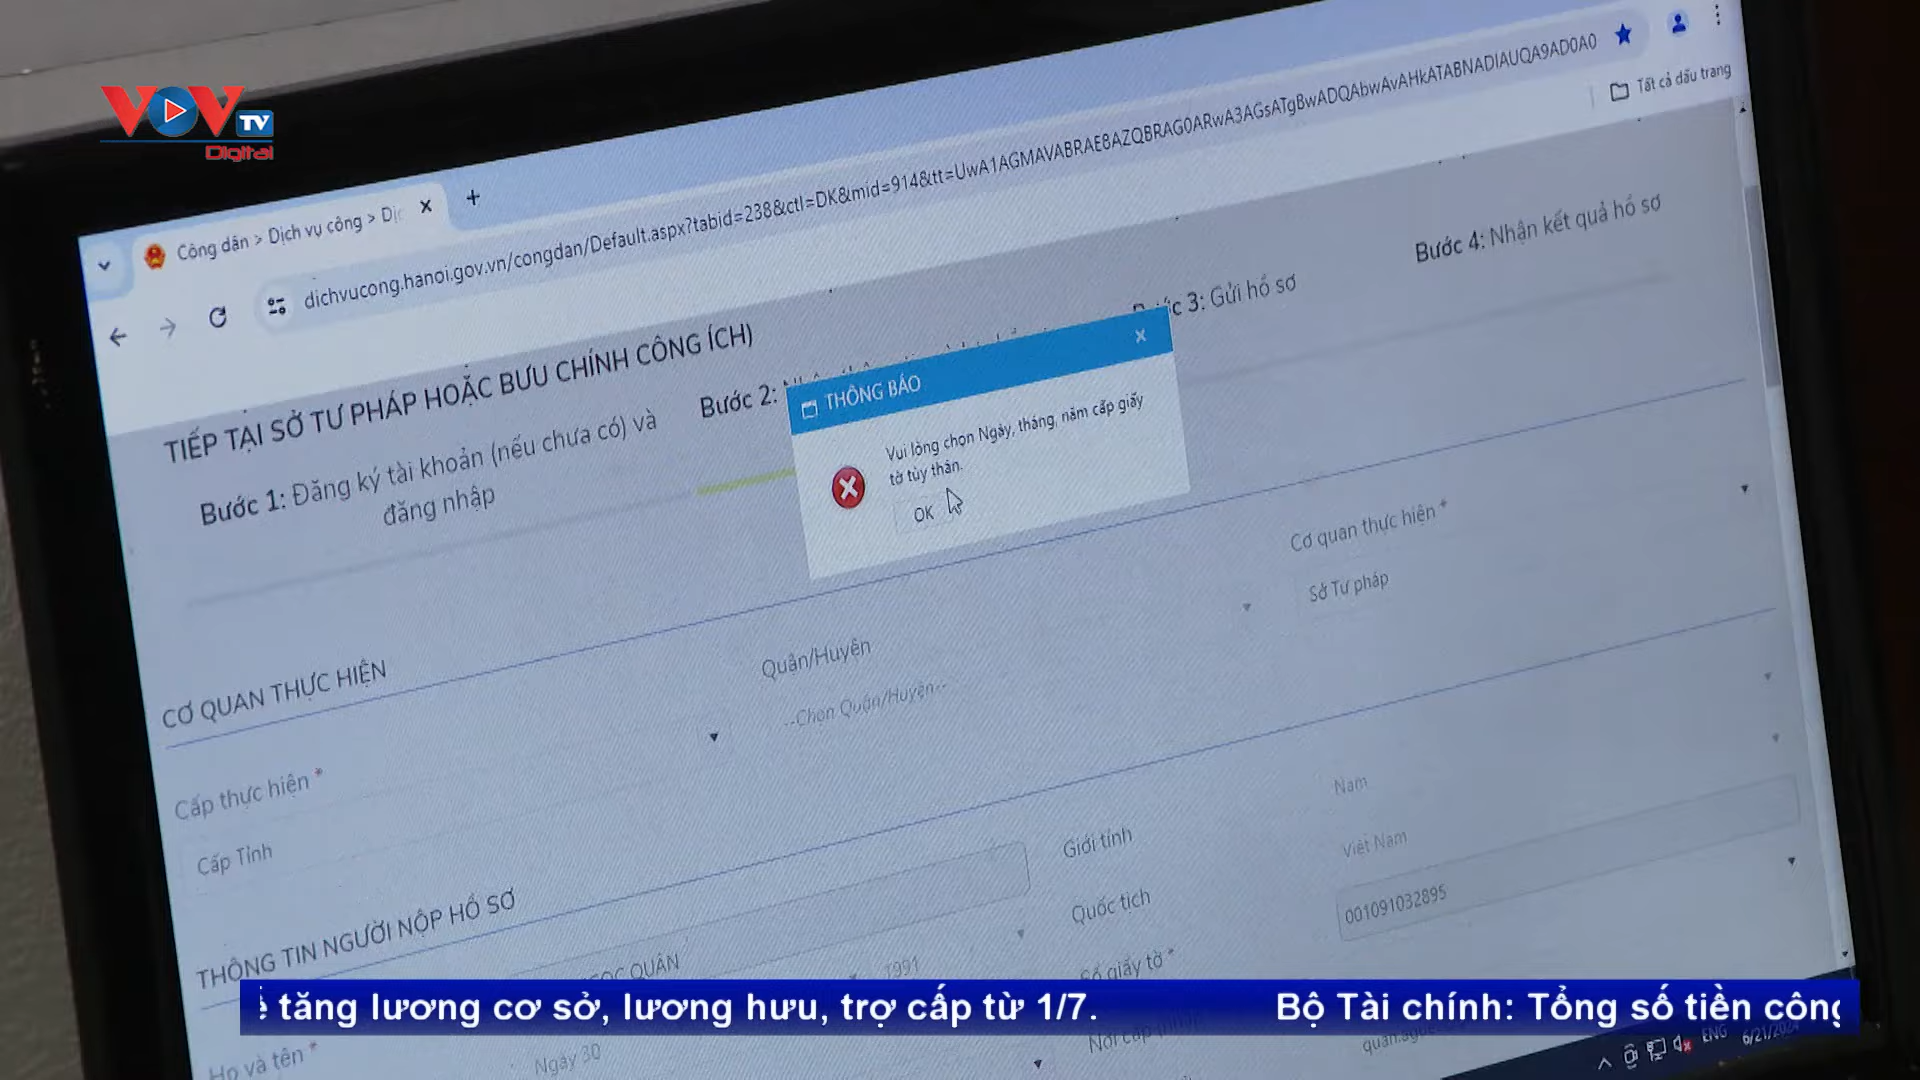 VOV TV
Digital
Công dân > Dịch vụ công > Dịc
dichvucong.hanoi.gov.vn/congdan/Default.aspx?tabid=238&ctl=DK&mid=914&tt=UwA1AGMAVABRAE8AZQBRAG0ARwA3AGsATgBwADQAbwAvAHkATABNADIAUQA9AD0A0
Tất cả dấu trang
TIẾP TẠI SỞ TƯ PHÁP HOẶC BƯU CHÍNH CÔNG ÍCH)
Bước 1: Đăng ký tài khoản (nếu chưa có) và
đăng nhập
Bước 2:
3: Gửi hồ sơ
Bước 4: Nhận kết quả hồ sơ
THÔNG BÁO
Vui lòng chọn Ngày, tháng, năm cấp giấy
tờ tùy thân.
OK
CƠ QUAN THỰC HIỆN
Cấp thực hiện *
Cấp Tỉnh
Quận/Huyện
--Chọn Quận/Huyện--
Cơ quan thực hiện *
Sở Tư pháp
THÔNG TIN NGƯỜI NỘP HỒ SƠ
Họ và tên *
QUÂN
Ngày 30
1991
Giới tính
Nam
Quốc tịch
Việt Nam
Số giấy tờ *
001091032895
Nơi cấp
tăng lương cơ sở, lương hưu, trợ cấp từ 1/7.
Bộ Tài chính: Tổng số tiền công
ENG